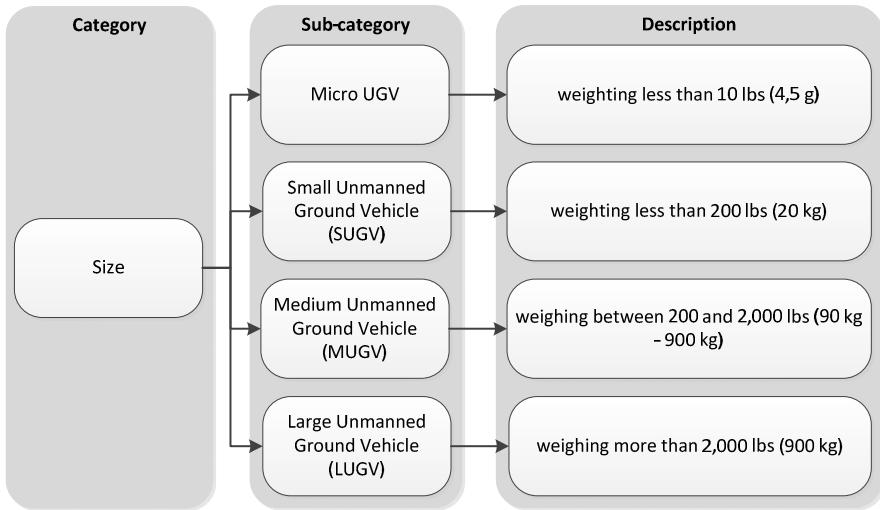 Category
Sub-category
Description
Size
Micro UGV
weighting less than 10 lbs (4,5 g)
Small Unmanned
Ground Vehicle
(SUGV)
weighting less than 200 lbs (20 kg)
Medium Unmanned
Ground Vehicle
(MUGV)
weighing between 200 and 2,000 lbs (90 kg
– 900 kg)
Large Unmanned
Ground Vehicle
(LUGV)
weighing more than 2,000 lbs (900 kg)